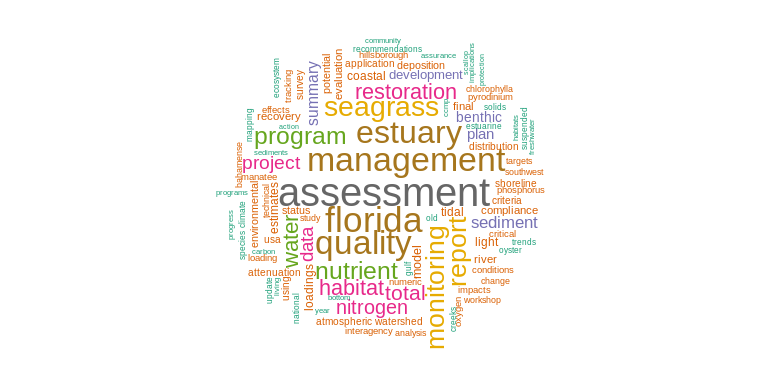 community
recommendations
hillsborough
assurance
application
deposition
coastal
development
ecosystem
tracking
survey
summary
potential
evaluation
scallop
implications
protection
restoration
chlorophylla
pyrodinium
seagrass
ccmp
final
solids
effects
recovery
benthic
estuarine
habitats
suspended
freshwater
mapping
action
program
estuary
plan
distribution
sediments
bahamense
project
management
targets
manatee
southwest
programs
assessment
phosphorus
shoreline
criteria
environmental
technical
estimates
status
study
florida
old
tidal
compliance
progress
species
climate
usa
water
data
quality
model
monitoring
report
sediment
critical
light
trends
oyster
carbon
loading
attenuation
nutrient
gulf
river
conditions
numeric
change
update
living
using
loadings
habitat
total
impacts
workshop
national
bottom
year
nitrogen
creeks
oxygen
atmospheric
watershed
interagency
analysis